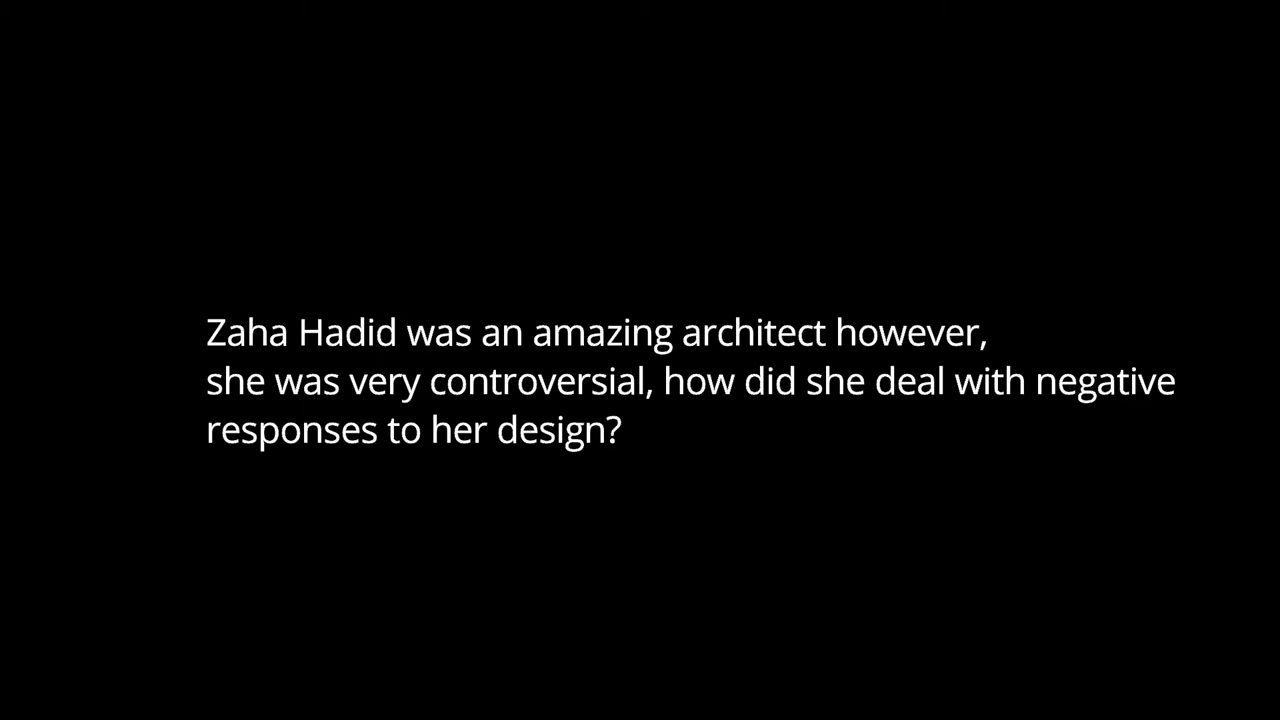 Zaha Hadid was an amazing architect however,
she was very controversial, how did she deal with negative
responses to her design?